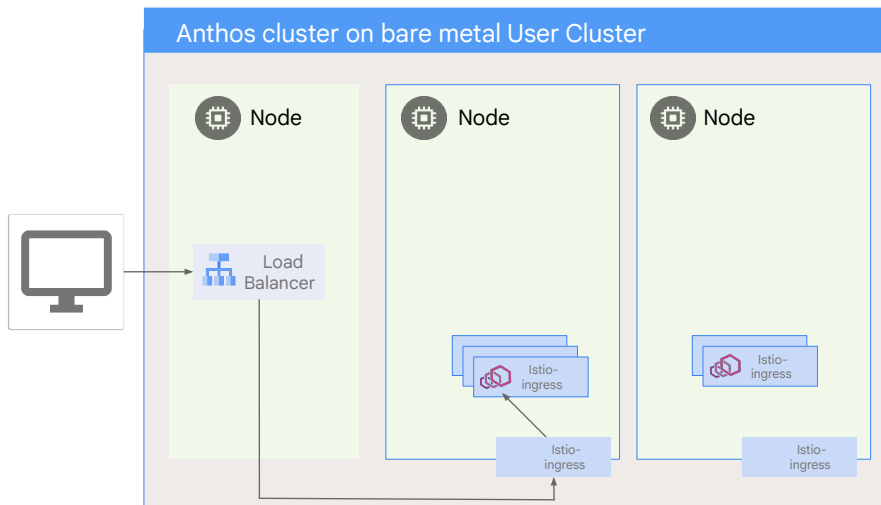 Anthos cluster on bare metal User Cluster
Node
Node
Node
Load
Balancer
Istio-
ingress
Istio-
ingress
Istio-
ingress
Istio-
ingress